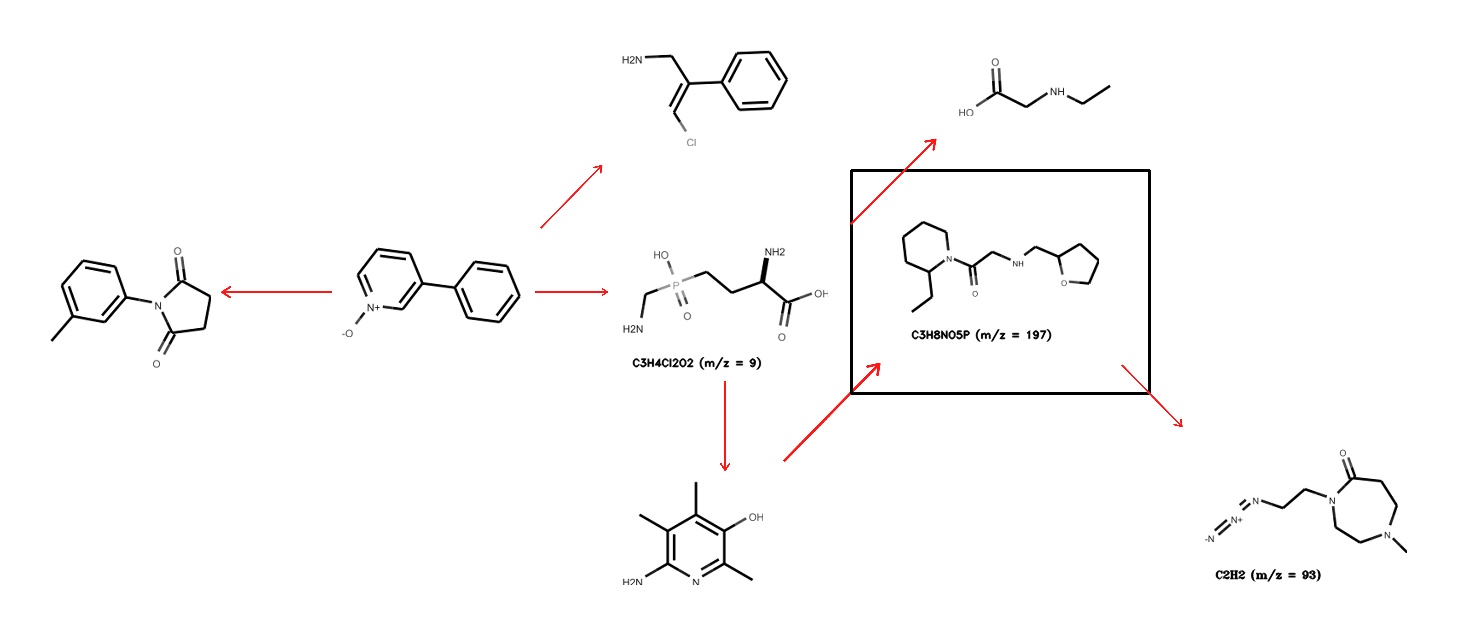 H2N
Cl
O
HO
NH
O
N
O
N+
-O
HO
P
O
H2N
NH2
OH
O
C3H4Cl2O2 (m/z = 9)
N
O
NH
O
C3H8NO5P (m/z = 197)
OH
H2N
N
O
N
N
N+
-N
N
C2H2 (m/z = 93)